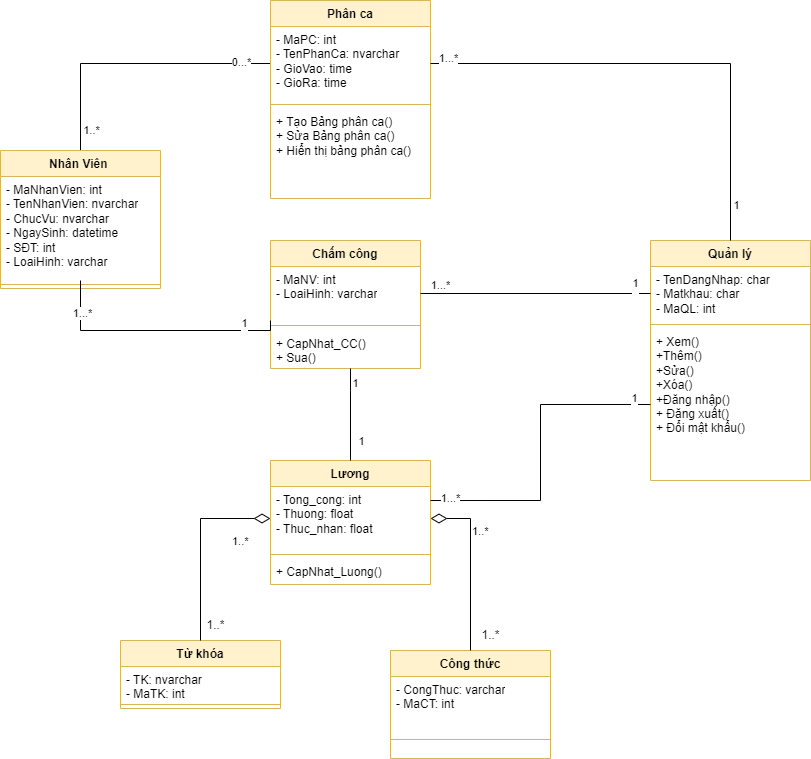 Phân ca
- MaPC: int
- TenPhanCa: nvarchar
- GioVao: time
- GioRa: time
+ Tạo Bảng phân ca()
+ Sửa Bảng phân ca()
+ Hiển thị bảng phân ca()
0...*
1...*
1..*
1
Nhân Viên
- MaNhanVien: int
- TenNhanVien: nvarchar
- ChucVu: nvarchar
- NgaySinh: datetime
- SĐT: int
- LoaiHinh: varchar
1...*
1
Chấm công
- MaNV: int
- LoaiHinh: varchar
+ CapNhat_CC()
+ Sua()
1...*
1
Quản lý
- TenDangNhap: char
- Matkhau: char
- MaQL: int
+ Xem()
+Thêm()
+Sửa()
+Xóa()
+Đăng nhập()
+ Đăng xuất()
+ Đổi mật khẩu()
1
1
1
Lương
- Tong_cong: int
- Thuong: float
- Thuc_nhan: float
+ CapNhat_Luong()
1...*
1..*
1..*
1..*
1..*
Từ khóa
- TK: nvarchar
- MaTK: int
Công thức
- CongThuc: varchar
- MaCT: int